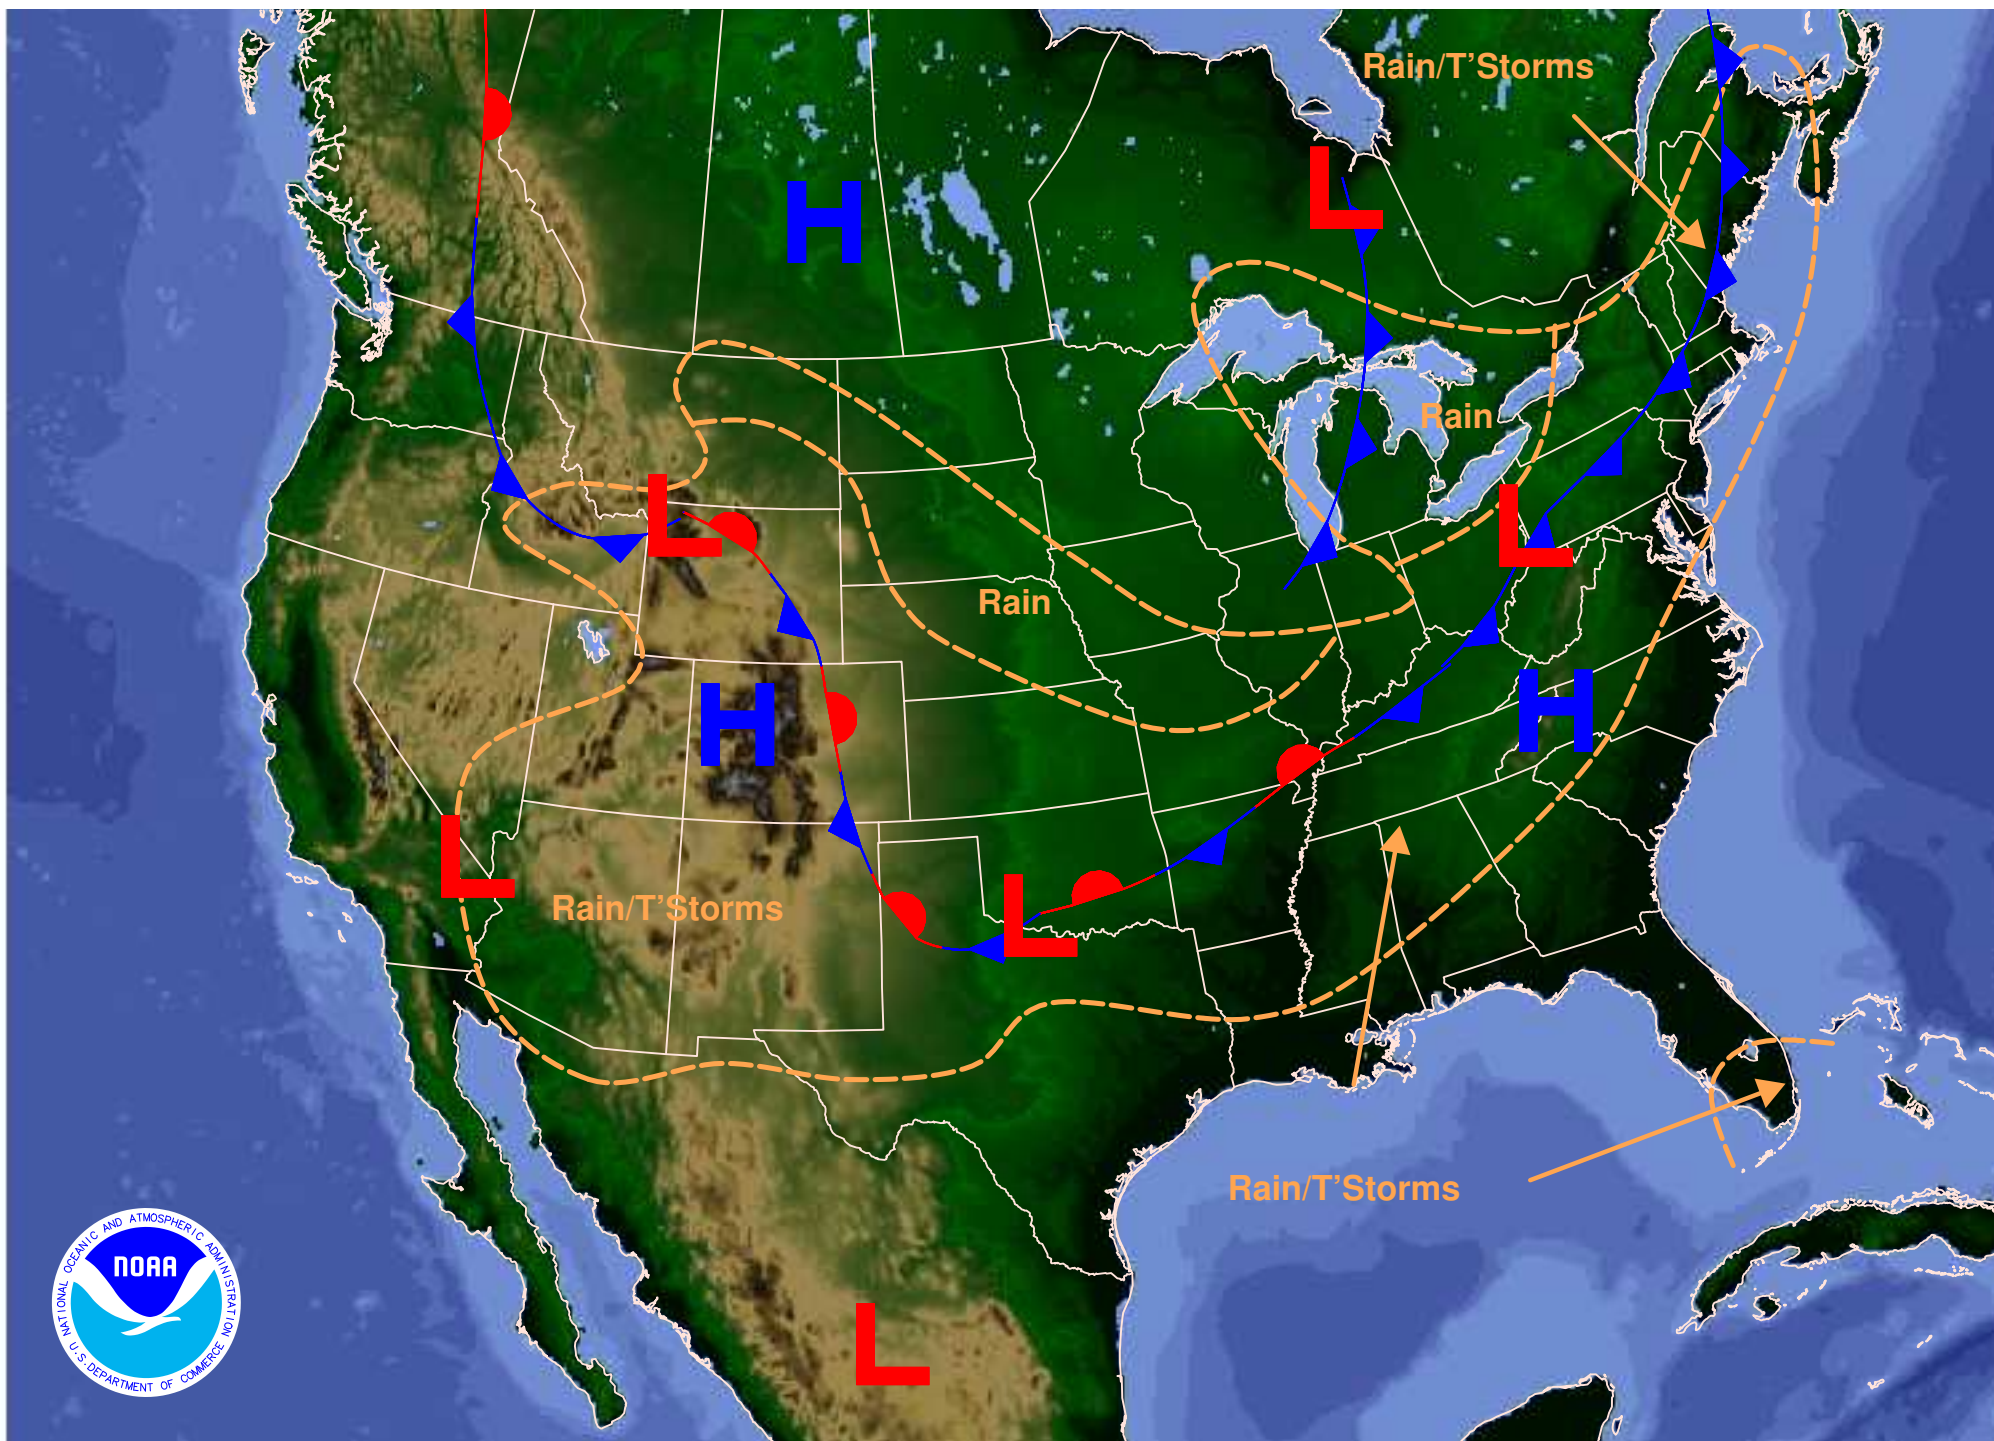 Rain/T'Storms
H
L
Rain
L
L
Rain
H
H
L
L
Rain/T'Storms
Rain/T'Storms
L
NATIONAL OCEANIC AND ATMOSPHERIC ADMINISTRATION
NOAA
U.S. DEPARTMENT OF COMMERCE